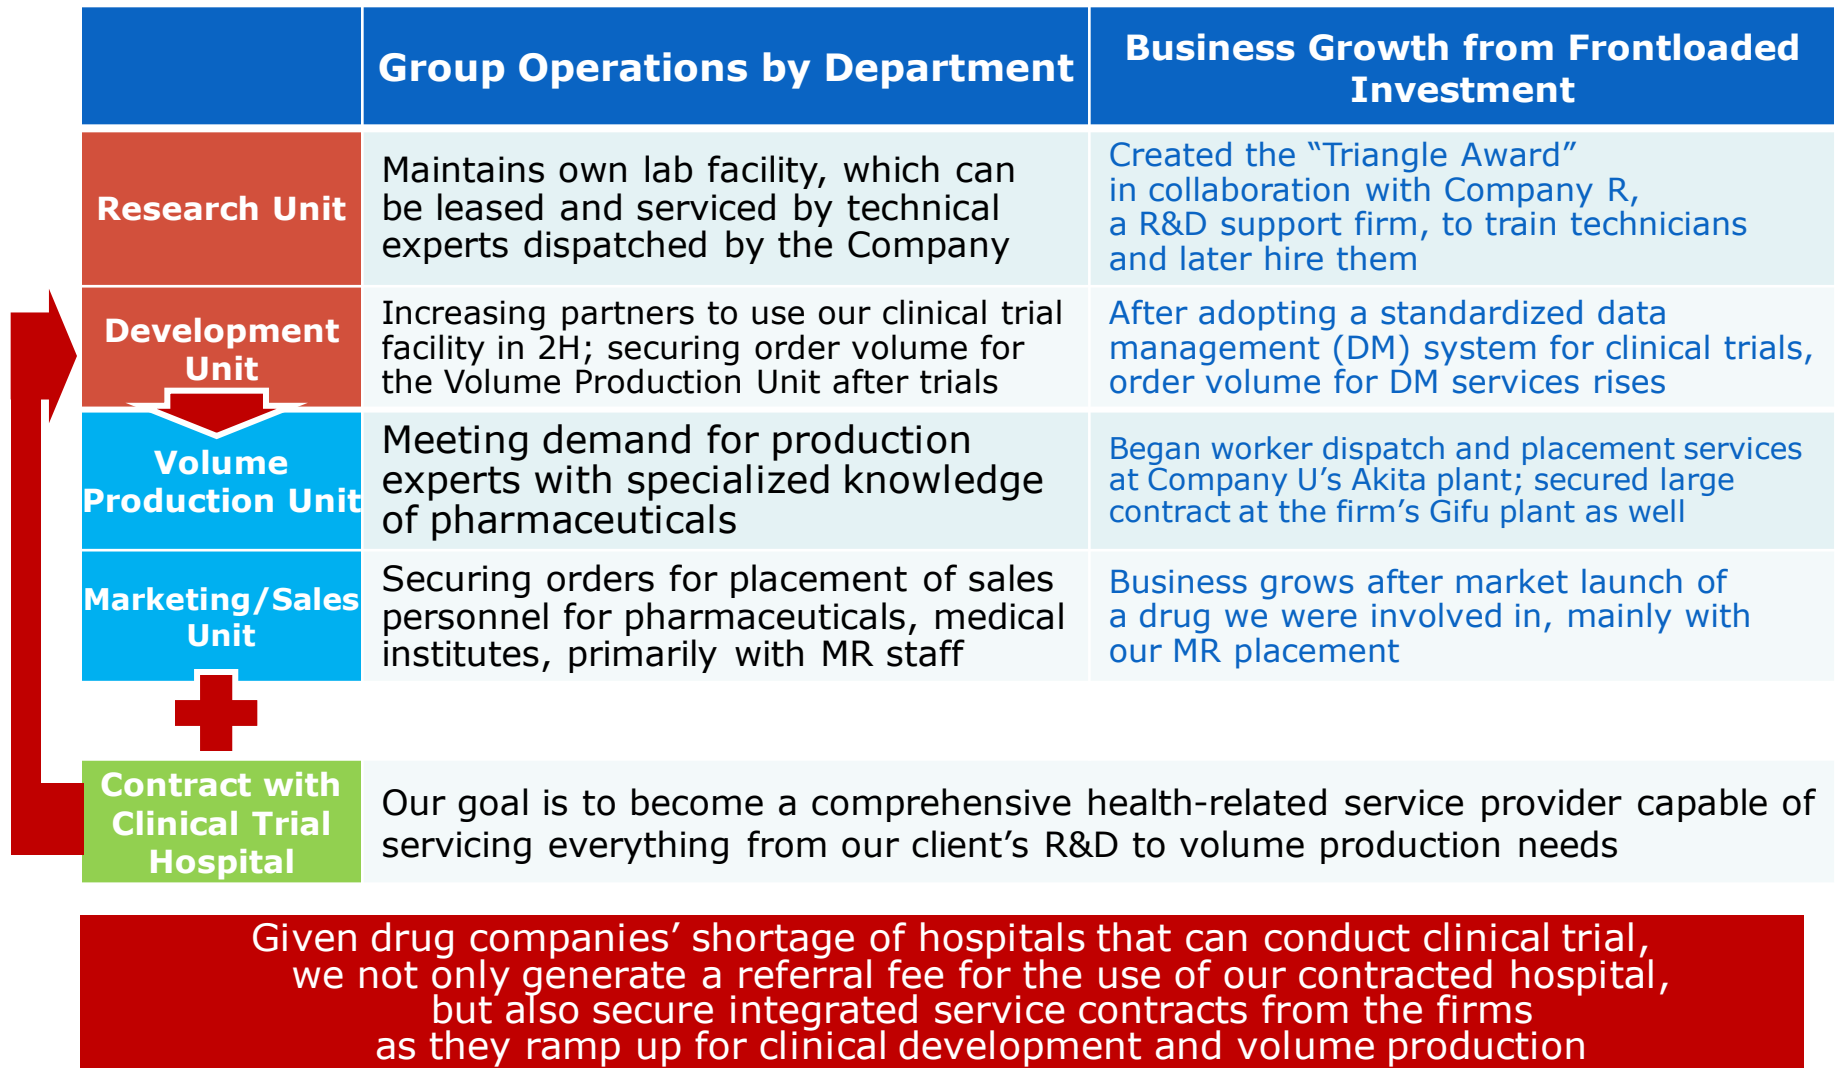 Group Operations by Department
Business Growth from Frontloaded
Investment
Research Unit
Maintains own lab facility, which can
be leased and serviced by technical
experts dispatched by the Company
Created the “Triangle Award”
in collaboration with Company R,
a R&D support firm, to train technicians
and later hire them
Development
Unit
Increasing partners to use our clinical trial
facility in 2H; securing order volume for
the Volume Production Unit after trials
After adopting a standardized data
management (DM) system for clinical trials,
order volume for DM services rises
Volume
Production Unit
Meeting demand for production
experts with specialized knowledge
of pharmaceuticals
Began worker dispatch and placement services
at Company U’s Akita plant; secured large
contract at the firm’s Gifu plant as well
Marketing/Sales
Unit
Securing orders for placement of sales
personnel for pharmaceuticals, medical
institutes, primarily with MR staff
Business grows after market launch of
a drug we were involved in, mainly with
our MR placement
Contract with
Clinical Trial
Hospital
Our goal is to become a comprehensive health-related service provider capable of
servicing everything from our client’s R&D to volume production needs
Given drug companies’ shortage of hospitals that can conduct clinical trial,
we not only generate a referral fee for the use of our contracted hospital,
but also secure integrated service contracts from the firms
as they ramp up for clinical development and volume production